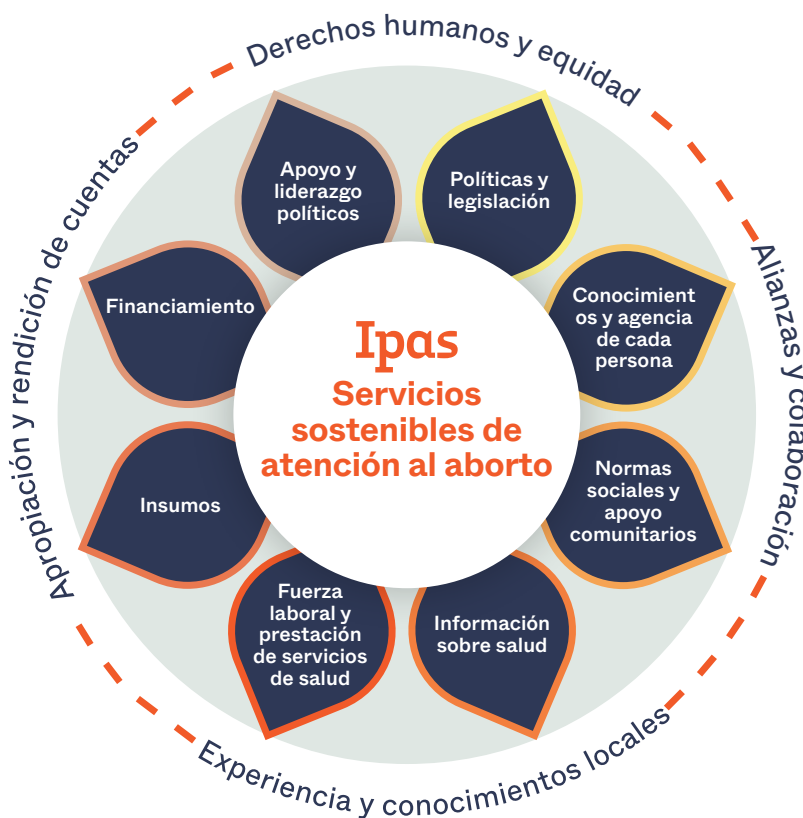 Derechos humanos y equidad
Alianzas y colaboración
Experiencia y conocimientos locales
Apropiación y rendición de cuentas
Apoyo y
liderazgo
políticos
Políticas y
legislación
Conocimient
os y agencia
de cada
persona
Normas
sociales y
apoyo
comunitarios
Información
sobre salud
Fuerza
laboral y
prestación
de servicios
de salud
Insumos
Financiamiento
Ipas
Servicios
sostenibles de
atención al aborto